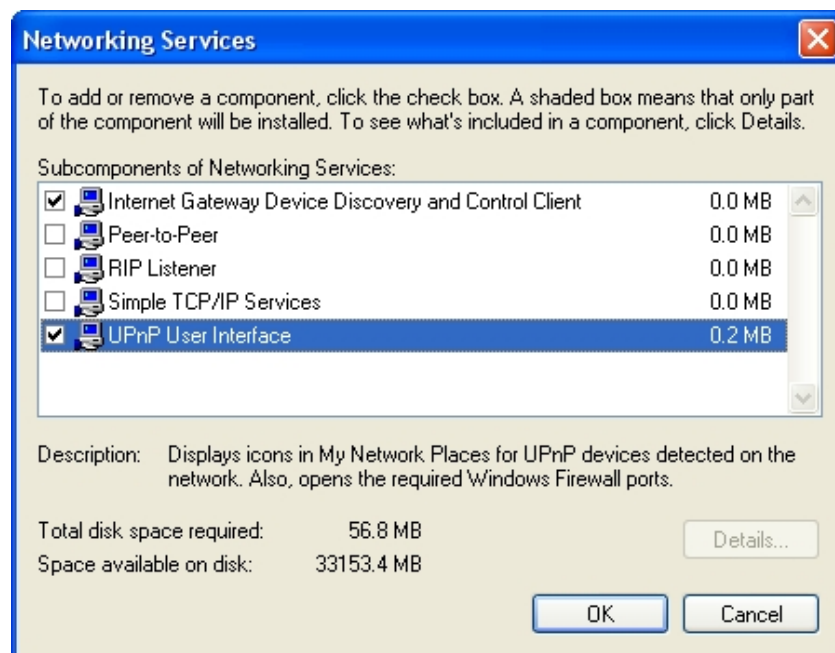 Networking Services
To add or remove a component, click the check box. A shaded box means that only part
of the component will be installed. To see what's included in a component, click Details.
Subcomponents of Networking Services:
Internet Gateway Device Discovery and Control Client 0.0 MB
Peer-to-Peer 0.0 MB
RIP Listener 0.0 MB
Simple TCP/IP Services 0.0 MB
UPnP User Interface 0.2 MB
Description: Displays icons in My Network Places for UPnP devices detected on the
network. Also, opens the required Windows Firewall ports.
Total disk space required: 56.8 MB
Details...
Space available on disk: 33153.4 MB
OK Cancel